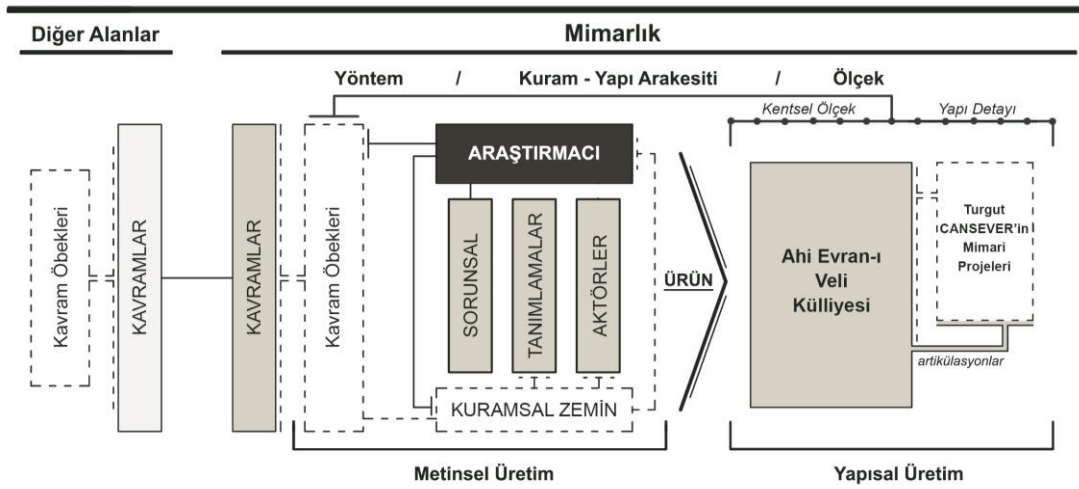 Diğer Alanlar
Mimarlık
Yöntem / Kuram - Yapı Arakesiti / Ölçek
Kentsel Ölçek
Yapı Detayı
Kavram Öbekleri
KAVRAMLAR
KAVRAMLAR
Kavram Öbekleri
ARAŞTIRMACI
SORUNSAL
TANIMLAMALAR
AKTÖRLER
KURAMSAL ZEMİN
ÜRÜN
Ahi Evran-ı
Veli
Külliyesi
Turgut
CANSEVER'in
Mimari
Projeleri
artikülasyonlar
Metinsel Üretim
Yapısal Üretim